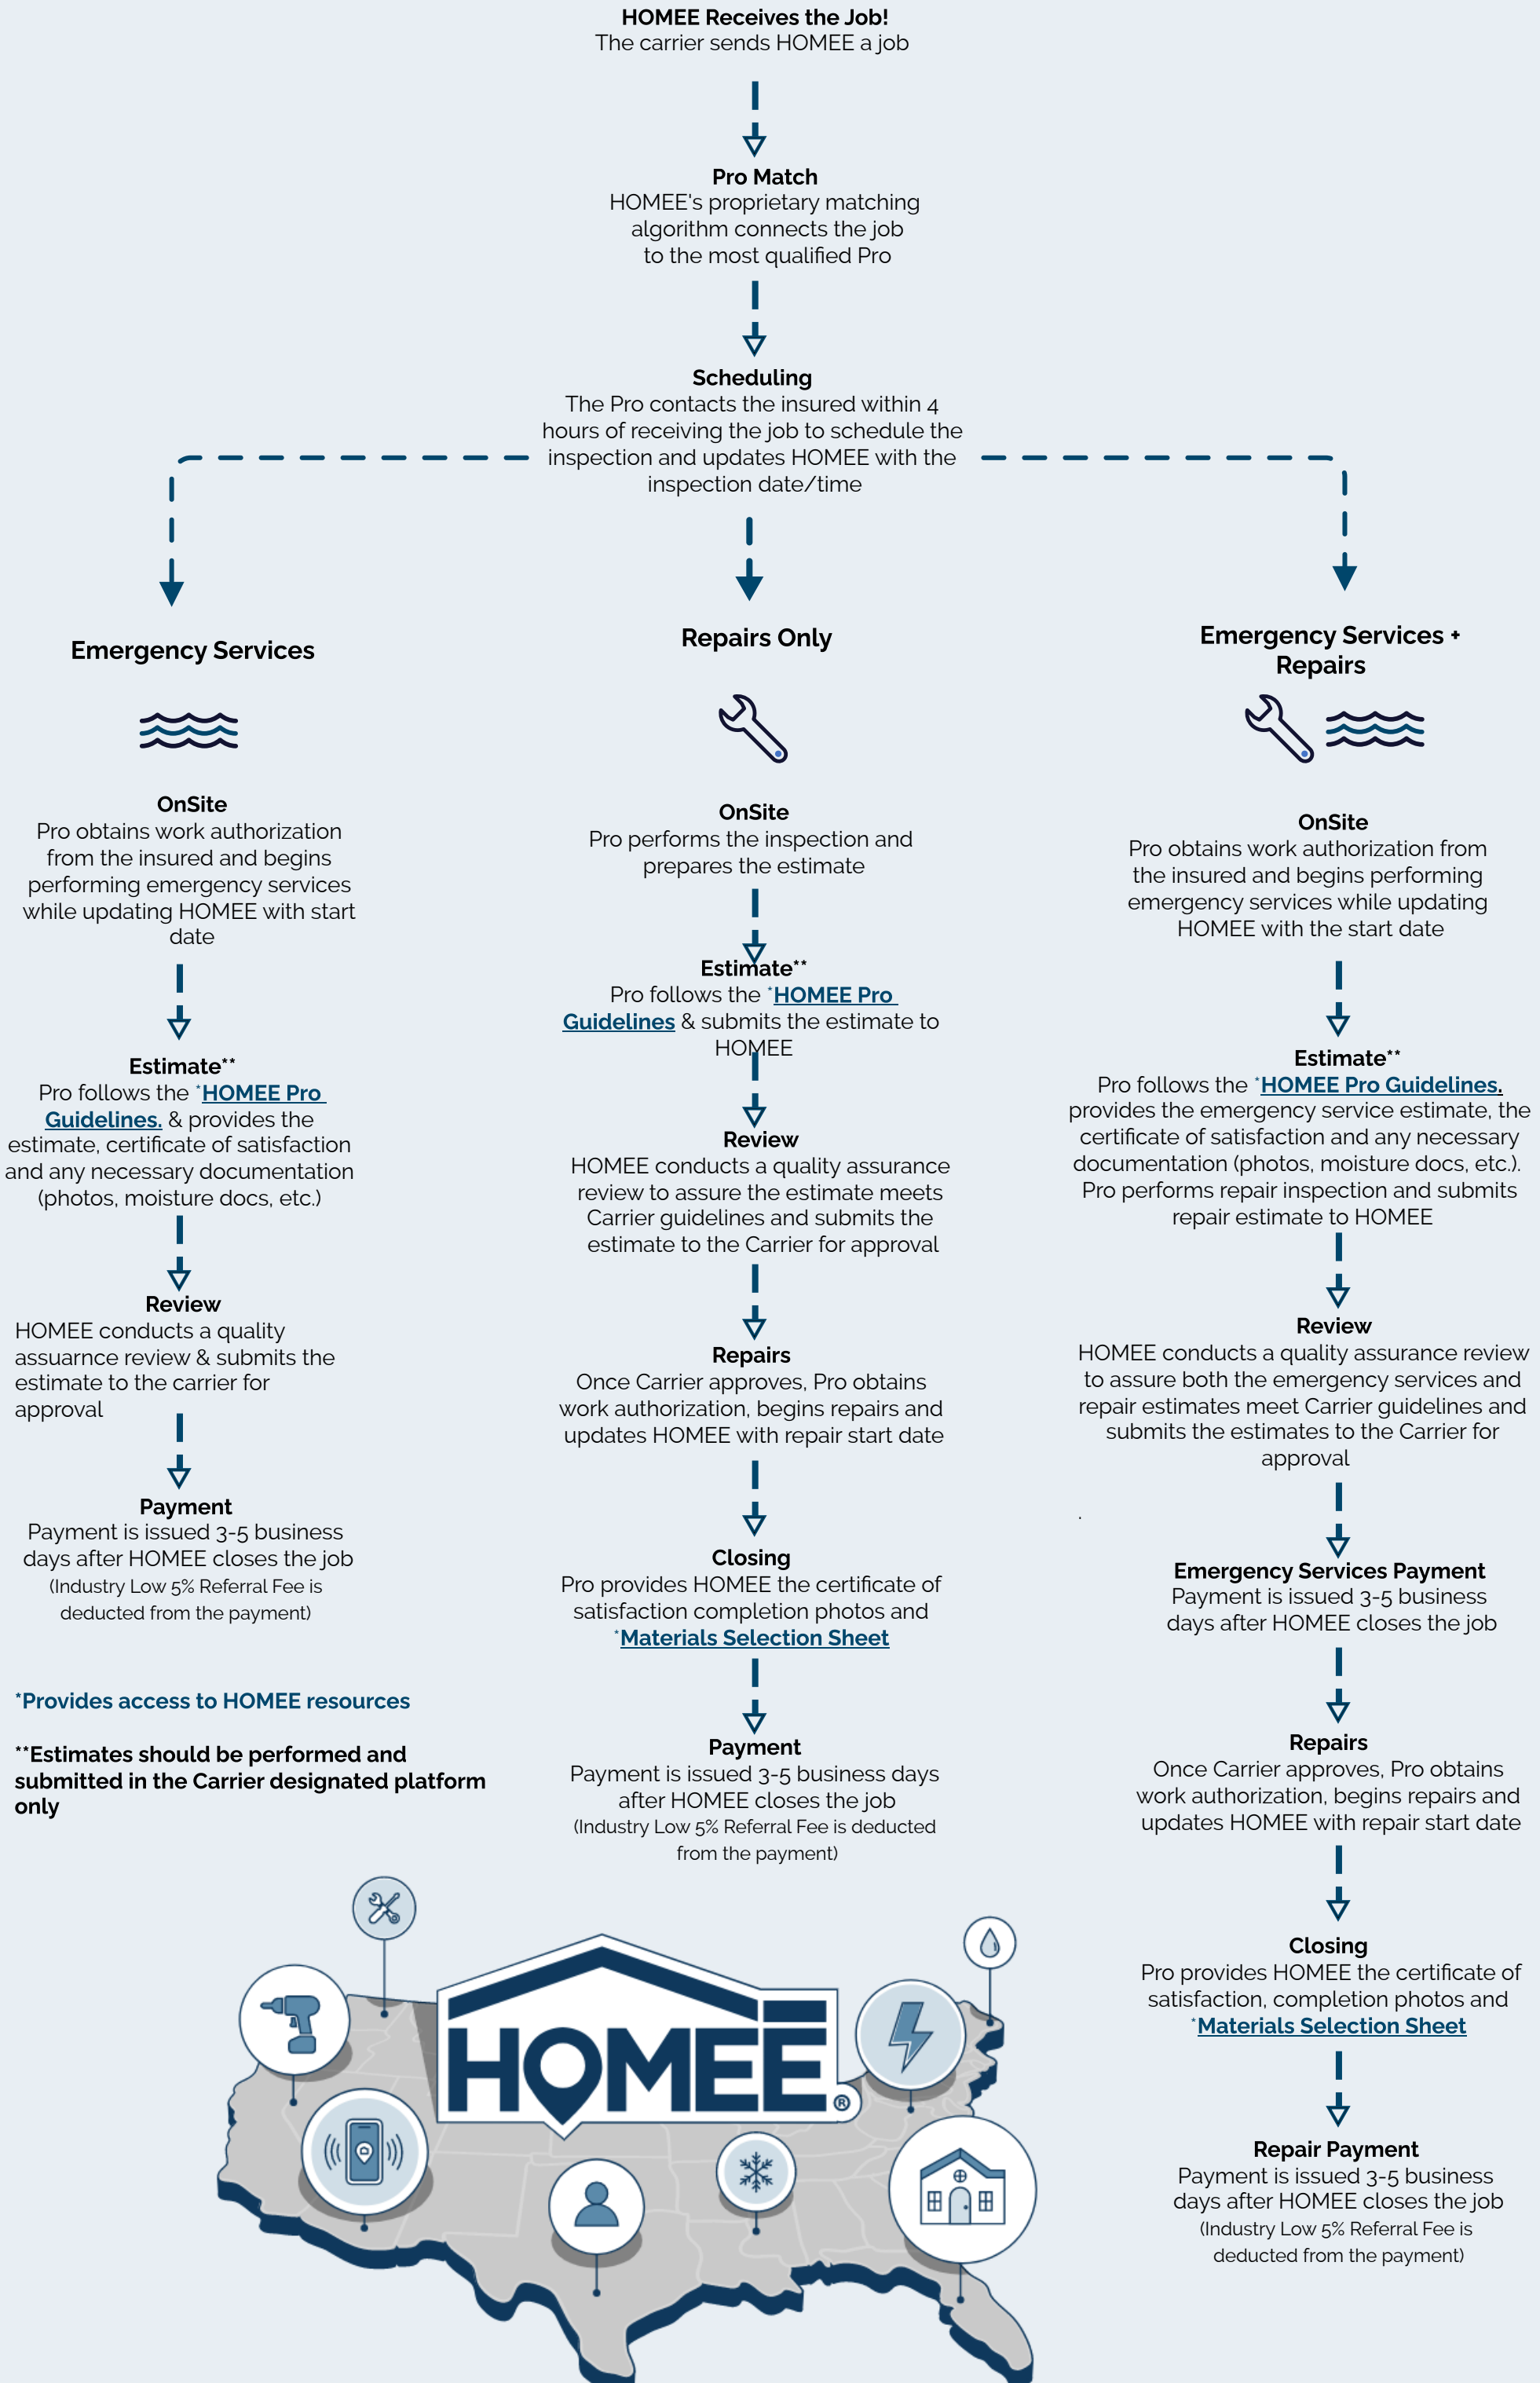 HOMEE Receives the Job!
The carrier sends HOMEE a job
Pro Match
HOMEE's proprietary matching
algorithm connects the job
to the most qualified Pro
Scheduling
The Pro contacts the insured within 4
hours of receiving the job to schedule the
inspection and updates HOMEE with the
inspection date/time
Emergency Services
OnSite
Pro obtains work authorization
from the insured and begins
performing emergency services
while updating HOMEE with start
date
Estimate**
Pro follows the *HOMEE Pro
Guidelines. & provides the
estimate, certificate of satisfaction
and any necessary documentation
(photos, moisture docs, etc.)
Review
HOMEE conducts a quality
assuarnce review & submits the
estimate to the carrier for
approval
Payment
Payment is issued 3-5 business
days after HOMEE closes the job
(Industry Low 5% Referral Fee is
deducted from the payment)
*Provides access to HOMEE resources
**Estimates should be performed and
submitted in the Carrier designated platform
only
Repairs Only
OnSite
Pro performs the inspection and
prepares the estimate
Estimate**
Pro follows the *HOMEE Pro
Guidelines & submits the estimate to
HOMEE
Review
HOMEE conducts a quality assurance
review to assure the estimate meets
Carrier guidelines and submits the
estimate to the Carrier for approval
Repairs
Once Carrier approves, Pro obtains
work authorization, begins repairs and
updates HOMEE with repair start date
Closing
Pro provides HOMEE the certificate of
satisfaction completion photos and
*Materials Selection Sheet
Payment
Payment is issued 3-5 business days
after HOMEE closes the job
(Industry Low 5% Referral Fee is deducted
from the payment)
Emergency Services +
Repairs
OnSite
Pro obtains work authorization from
the insured and begins performing
emergency services while updating
HOMEE with the start date
Estimate**
Pro follows the *HOMEE Pro Guidelines.
provides the emergency service estimate, the
certificate of satisfaction and any necessary
documentation (photos, moisture docs, etc.).
Pro performs repair inspection and submits
repair estimate to HOMEE
Review
HOMEE conducts a quality assurance review
to assure both the emergency services and
repair estimates meet Carrier guidelines and
submits the estimates to the Carrier for
approval
.
Emergency Services Payment
Payment is issued 3-5 business
days after HOMEE closes the job
Repairs
Once Carrier approves, Pro obtains
work authorization, begins repairs and
updates HOMEE with repair start date
Closing
Pro provides HOMEE the certificate of
satisfaction, completion photos and
*Materials Selection Sheet
Repair Payment
Payment is issued 3-5 business
days after HOMEE closes the job
(Industry Low 5% Referral Fee is
deducted from the payment)
HOMEE®